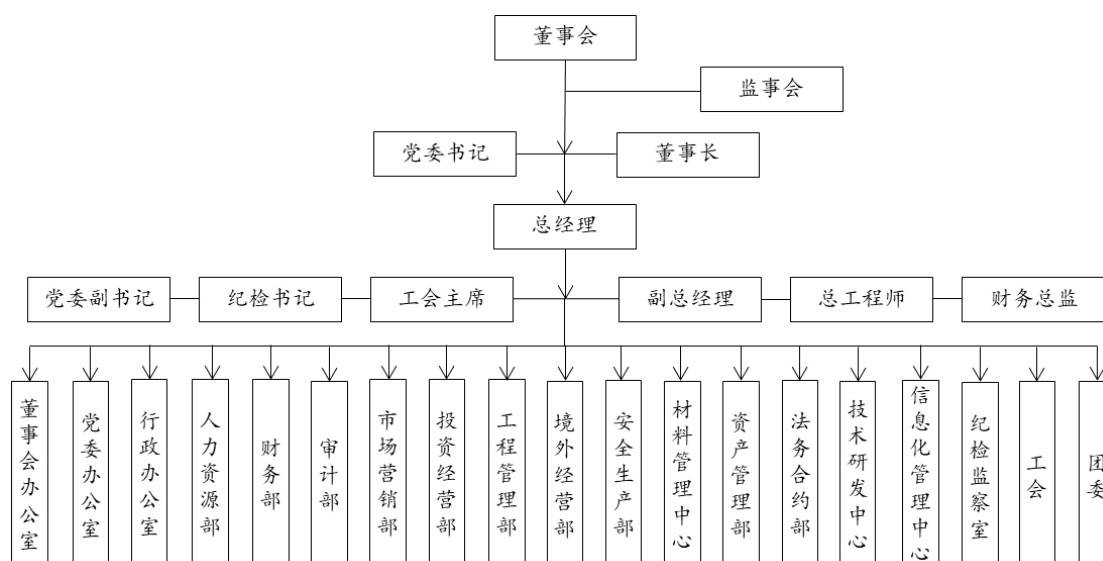 董事会
监事会
党委书记
董事长
总经理
党委副书记
纪检书记
工会主席
副总经理
总工程师
财务总监
董事会办公室
党委办公室
行政办公室
人力资源部
财务部
审计部
市场营销部
投资经营部
工程管理部
境外经营部
安全生产部
材料管理中心
资产管理部
法务合约部
技术研发中心
信息化管理中心
纪检监察室
工会
团委